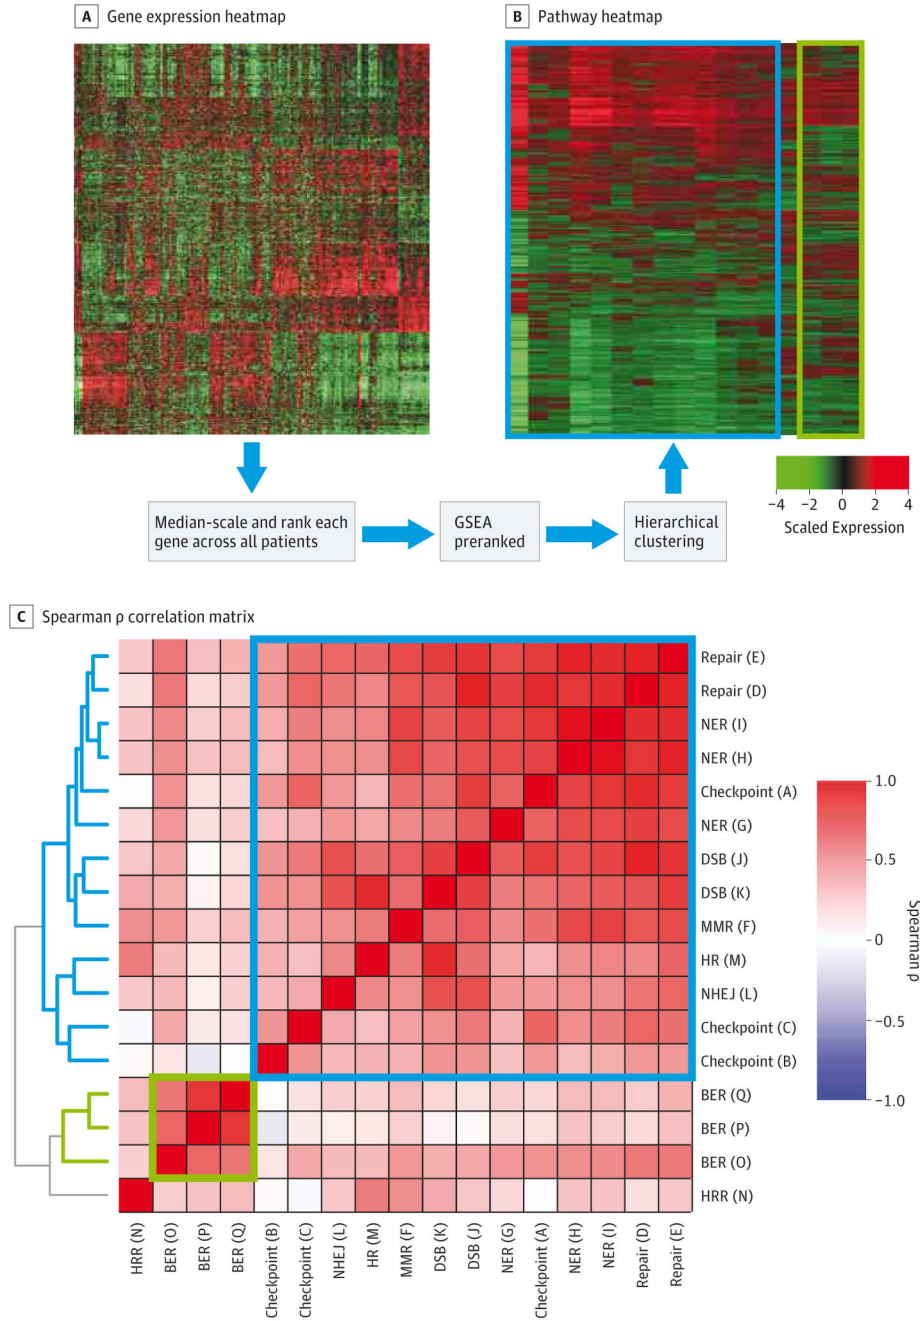 A Gene expression heatmap
B Pathway heatmap
Median-scale and rank each
gene across all patients
GSEA
preranked
Hierarchical
clustering
−4 −2 0 2 4
Scaled Expression
C Spearman ρ correlation matrix
Repair (E)
Repair (D)
NER (I)
NER (H)
Checkpoint (A)
NER (G)
DSB (J)
DSB (K)
MMR (F)
HR (M)
NHEJ (L)
Checkpoint (C)
Checkpoint (B)
BER (Q)
BER (P)
BER (O)
HRR (N)
1.0
0.5
0
−0.5
−1.0
Spearman ρ
HRR (N)
BER (O)
BER (P)
BER (Q)
Checkpoint (B)
Checkpoint (C)
NHEJ (L)
HR (M)
MMR (F)
DSB (K)
DSB (J)
NER (G)
Checkpoint (A)
NER (H)
NER (I)
Repair (D)
Repair (E)